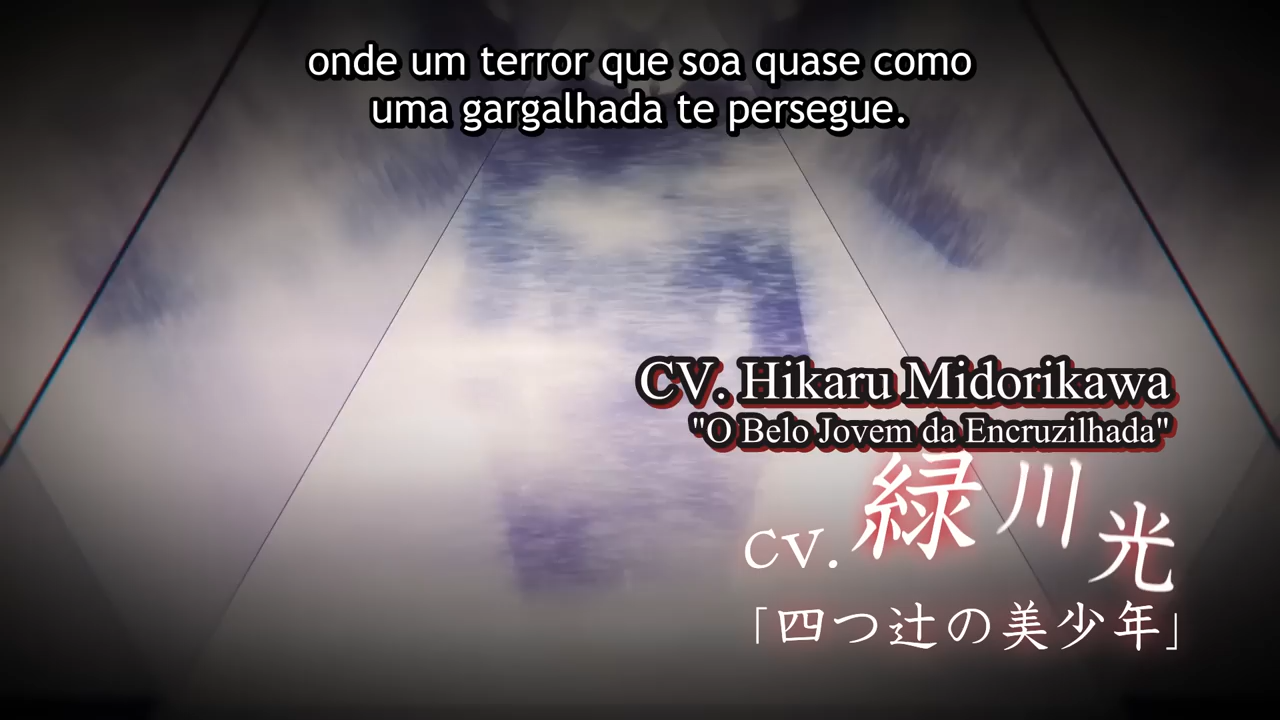 onde um terror que soa quase como
uma gargalhada te persegue.
CV. Hikaru Midorikawa
"O Belo Jovem da Encruzilhada"
CV. 緑川光
「四つ辻の美少年」